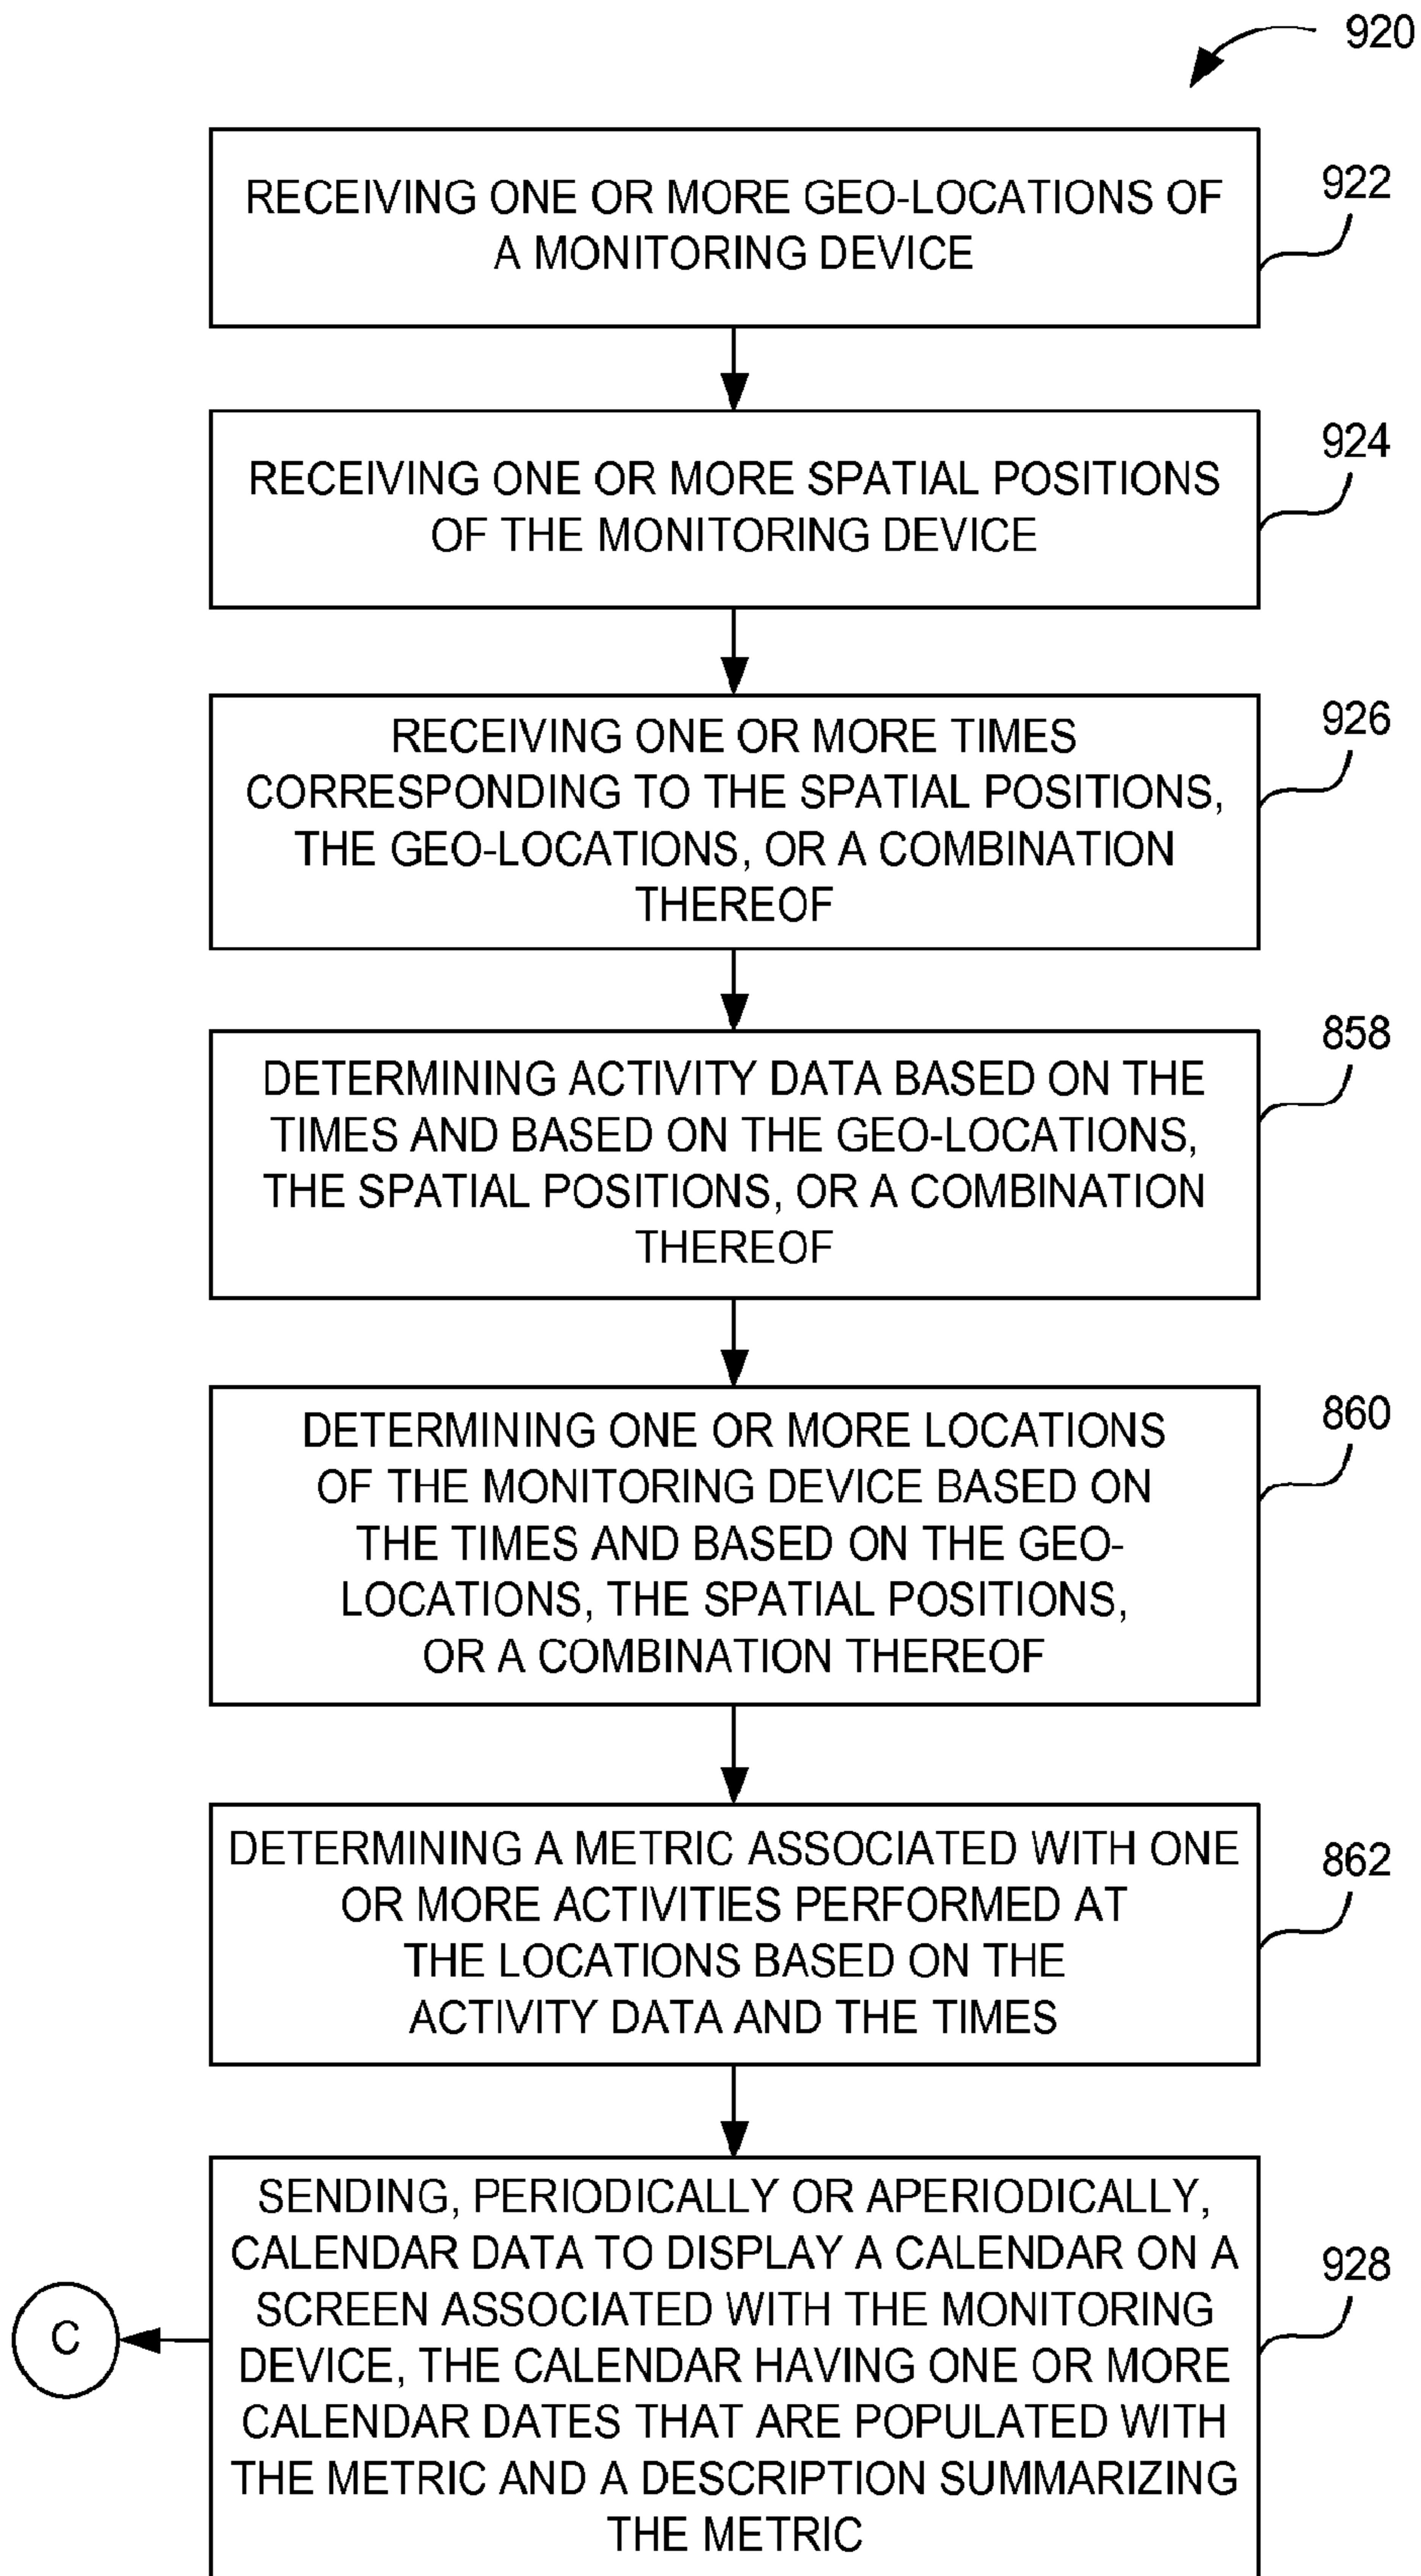 920
RECEIVING ONE OR MORE GEO-LOCATIONS OF
A MONITORING DEVICE
922
RECEIVING ONE OR MORE SPATIAL POSITIONS
OF THE MONITORING DEVICE
924
RECEIVING ONE OR MORE TIMES
CORRESPONDING TO THE SPATIAL POSITIONS,
THE GEO-LOCATIONS, OR A COMBINATION
THEREOF
926
DETERMINING ACTIVITY DATA BASED ON THE
TIMES AND BASED ON THE GEO-LOCATIONS,
THE SPATIAL POSITIONS, OR A COMBINATION
THEREOF
858
DETERMINING ONE OR MORE LOCATIONS
OF THE MONITORING DEVICE BASED ON
THE TIMES AND BASED ON THE GEO-
LOCATIONS, THE SPATIAL POSITIONS,
OR A COMBINATION THEREOF
860
DETERMINING A METRIC ASSOCIATED WITH ONE
OR MORE ACTIVITIES PERFORMED AT
THE LOCATIONS BASED ON THE
ACTIVITY DATA AND THE TIMES
862
SENDING, PERIODICALLY OR APERIODICALLY,
CALENDAR DATA TO DISPLAY A CALENDAR ON A
SCREEN ASSOCIATED WITH THE MONITORING
DEVICE, THE CALENDAR HAVING ONE OR MORE
CALENDAR DATES THAT ARE POPULATED WITH
THE METRIC AND A DESCRIPTION SUMMARIZING
THE METRIC
928
C